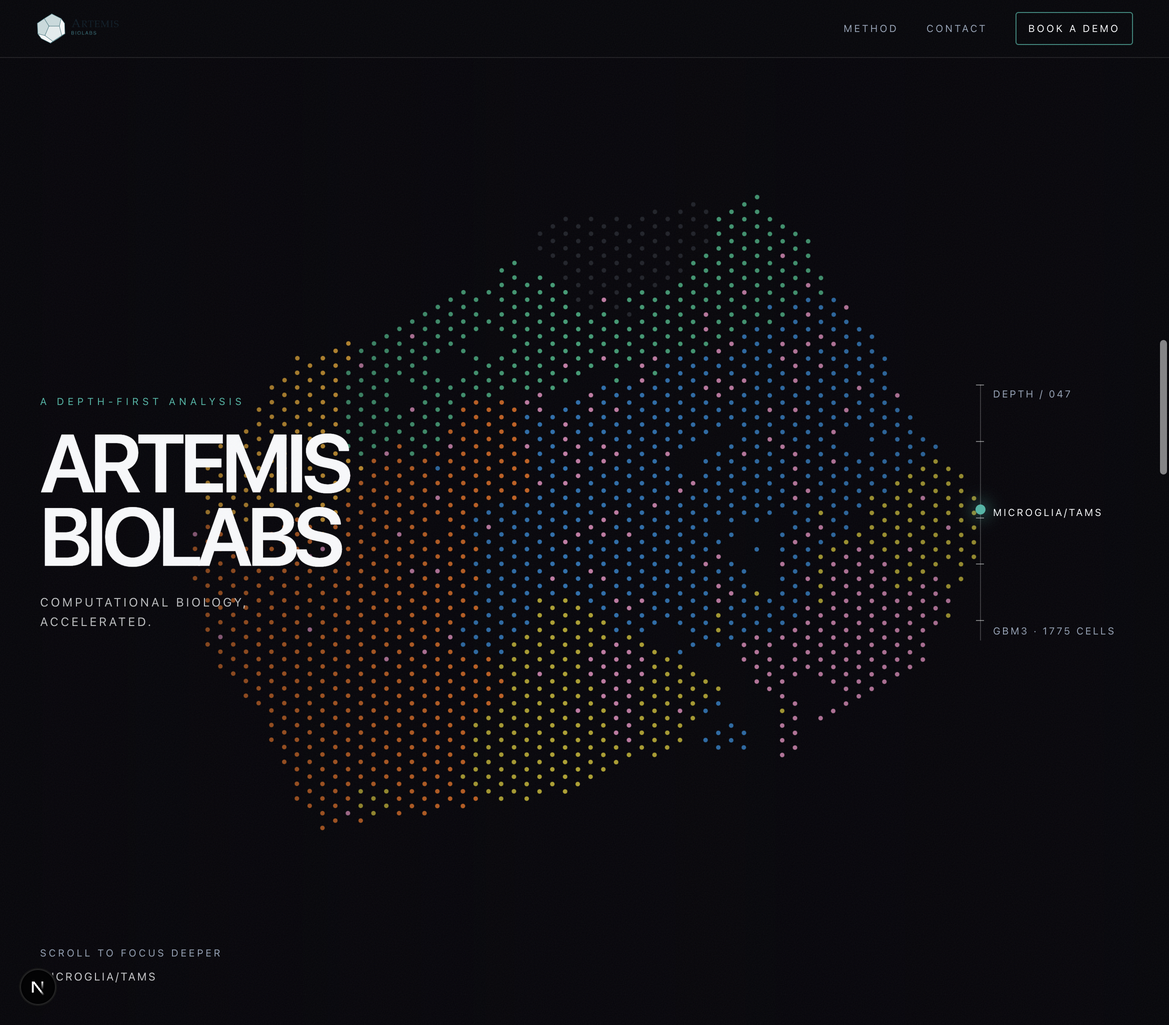 ARTEMIS
BIOLABS
METHOD
CONTACT
BOOK A DEMO
A DEPTH-FIRST ANALYSIS
ARTEMIS
BIOLABS
COMPUTATIONAL BIOLOGY,
ACCELERATED.
DEPTH / 047
MICROGLIA/TAMS
GBM3 · 1775 CELLS
SCROLL TO FOCUS DEEPER
ICROGLIA/TAMS
N